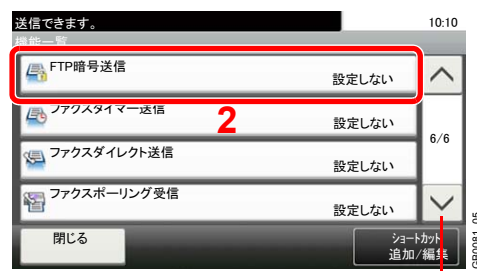 送信できます。
10:10
機能一覧
FTP暗号送信
設定しない
ファクスタイマー送信
設定しない
2
6/6
ファクスダイレクト送信
設定しない
ファクスポーリング受信
設定しない
閉じる
ショートカット
追加/編集
GB0081_05